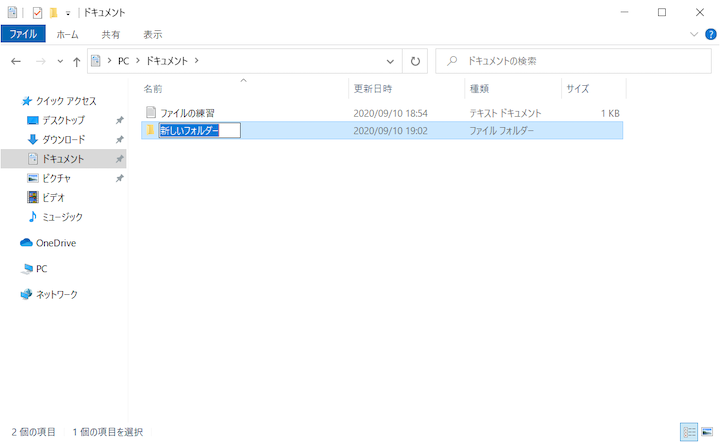 ドキュメント
ファイル ホーム 共有 表示
PC ドキュメント ドキュメントの検索
名前 更新日時 種類 サイズ
クイック アクセス
デスクトップ
ダウンロード
ドキュメント
ピクチャ
ビデオ
ミュージック
OneDrive
PC
ネットワーク
ファイルの練習 2020/09/10 18:54 テキスト ドキュメント 1 KB
新しいフォルダー 2020/09/10 19:02 ファイル フォルダー
2 個の項目 1 個の項目を選択